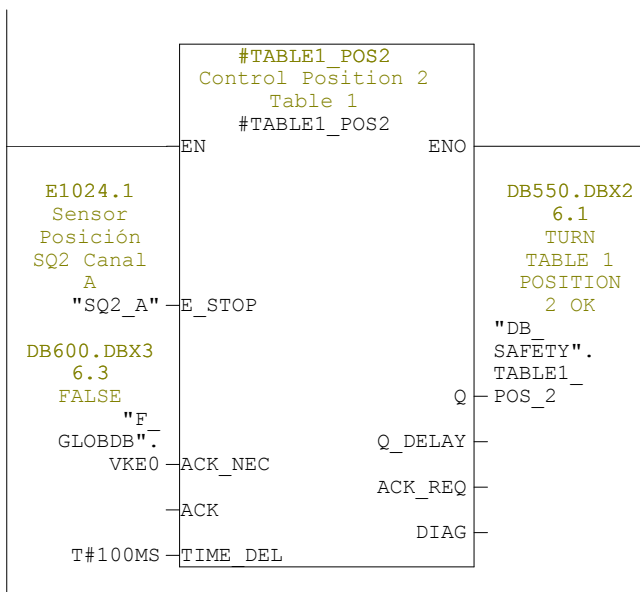 #TABLE1_POS2
Control Position 2
Table 1
#TABLE1_POS2
EN
ENO
E1024.1
Sensor
Posición
SQ2 Canal
A
"SQ2_A"
E_STOP
DB550.DBX2
6.1
TURN
TABLE 1
POSITION
2 OK
"DB_
SAFETY".
TABLE1_
POS_2
Q
DB600.DBX3
6.3
FALSE
"F_
GLOBDB".
VKE0
ACK_NEC
Q_DELAY
ACK_REQ
ACK
DIAG
T#100MS
TIME_DEL